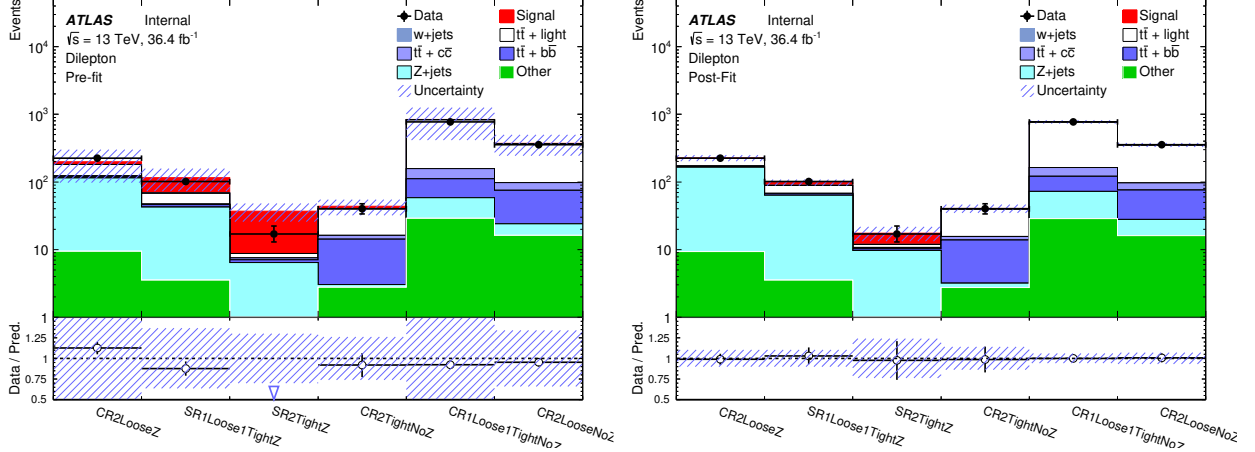 Events
ATLAS Internal
√s = 13 TeV, 36.4 fb⁻¹
Dilepton
Pre-fit
Data
Signal
w+jets
tt̄ + light
tt̄ + cc̄
tt̄ + bb̄
Z+jets
Other
Uncertainty
10⁴
10³
10²
10
1
Data / Pred.
1.25
1
0.75
0.5
CR2LooseZ
SR1Loose1TightZ
SR2TightZ
CR2TightNoZ
CR1Loose1TightNoZ
CR2LooseNoZ
Events
ATLAS Internal
√s = 13 TeV, 36.4 fb⁻¹
Dilepton
Post-Fit
Data
Signal
w+jets
tt̄ + light
tt̄ + cc̄
tt̄ + bb̄
Z+jets
Other
Uncertainty
10⁴
10³
10²
10
1
Data / Pred.
1.25
1
0.75
0.5
CR2LooseZ
SR1Loose1TightZ
SR2TightZ
CR2TightNoZ
CR1Loose1TightNoZ
CR2LooseNoZ